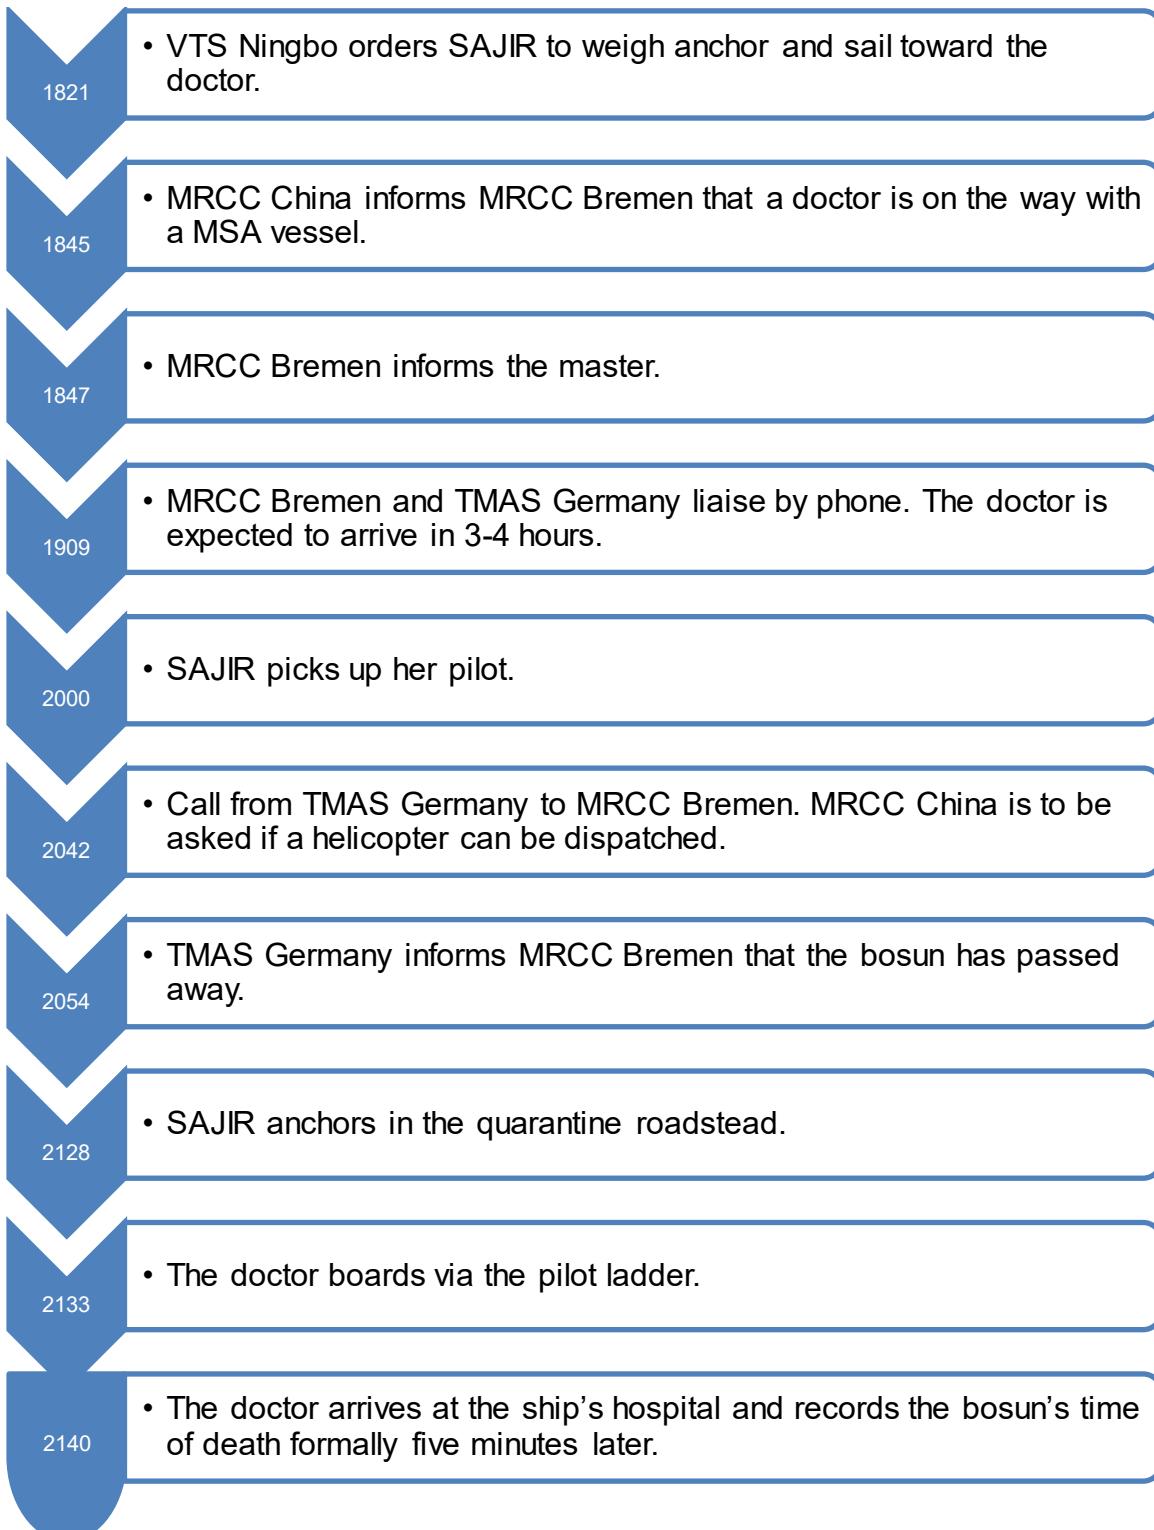 1821
• VTS Ningbo orders SAJIR to weigh anchor and sail toward the
doctor.
1845
• MRCC China informs MRCC Bremen that a doctor is on the way with
a MSA vessel.
1847
• MRCC Bremen informs the master.
1909
• MRCC Bremen and TMAS Germany liaise by phone. The doctor is
expected to arrive in 3-4 hours.
2000
• SAJIR picks up her pilot.
2042
• Call from TMAS Germany to MRCC Bremen. MRCC China is to be
asked if a helicopter can be dispatched.
2054
• TMAS Germany informs MRCC Bremen that the bosun has passed
away.
2128
• SAJIR anchors in the quarantine roadstead.
2133
• The doctor boards via the pilot ladder.
2140
• The doctor arrives at the ship’s hospital and records the bosun’s time
of death formally five minutes later.